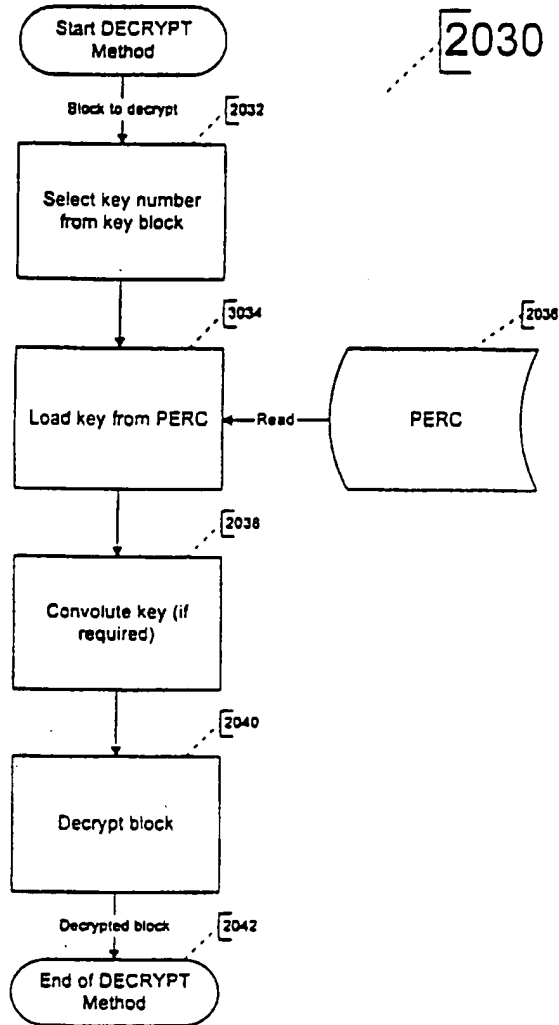 Start DECRYPT
Method
2030
Block to decrypt
2032
Select key number
from key block
3034
2036
Load key from PERC
Read
PERC
2038
Convolute key (if
required)
2040
Decrypt block
Decrypted block
2042
End of DECRYPT
Method